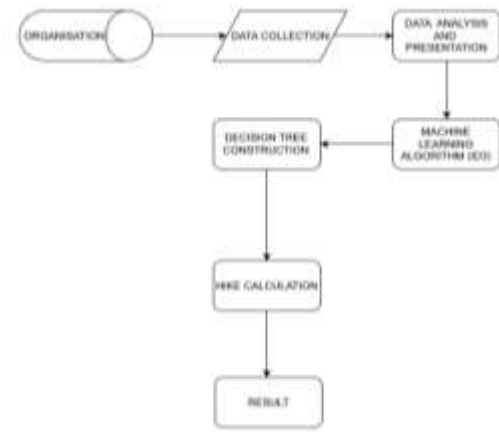 ORGANISATION
DATA COLLECTION
DATA ANALYSIS
AND
PRESENTATION
MACHINE
LEARNING
ALGORITHM (ID3)
DECISION TREE
CONSTRUCTION
HIKE CALCULATION
RESULT